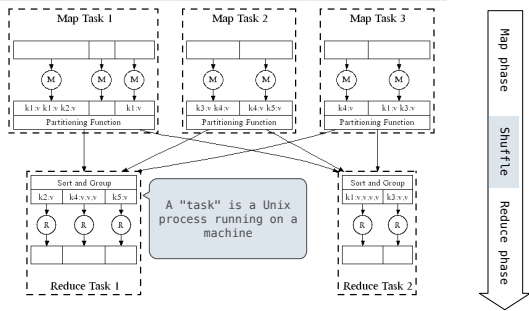 Map Task 1
Map Task 2
Map Task 3
M
M
M
M
M
M
M
k1:v k1:v k2:v
k1:v
k3:v k4:v
k4:v k5:v
k4:v
k1:v k3:v
Partitioning Function
Partitioning Function
Partitioning Function
Sort and Group
k2:v
k4:v,v,v
k5:v
R
R
R
Reduce Task 1
A "task" is a Unix
process running on a
machine
Sort and Group
k1:v,v,v,v
k3:v,v
R
R
Reduce Task 2
Map phase
Shuffle
Reduce phase